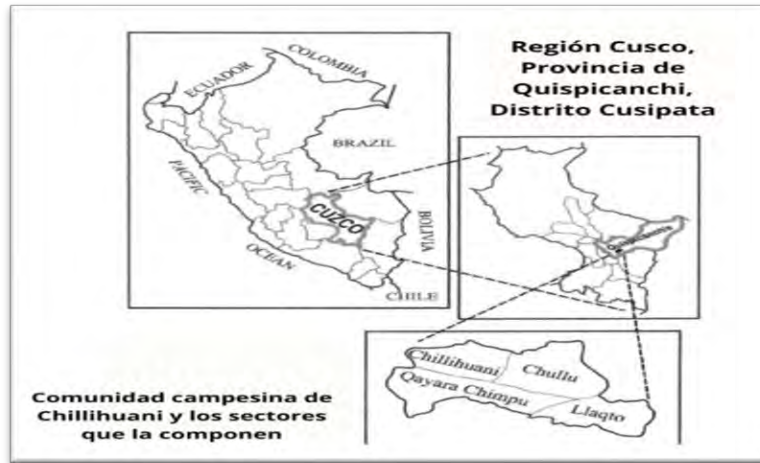 Región Cusco,
Provincia de
Quispicanchi,
Distrito Cusipata
COLOMBIA
ECUADOR
BRAZIL
PACIFIC
OCEAN
CUZCO
BOLIVIA
CHILE
Chillihuani
Chullu
Qayara Chimpu
Llaqto
Comunidad campesina de
Chillihuani y los sectores
que la componen